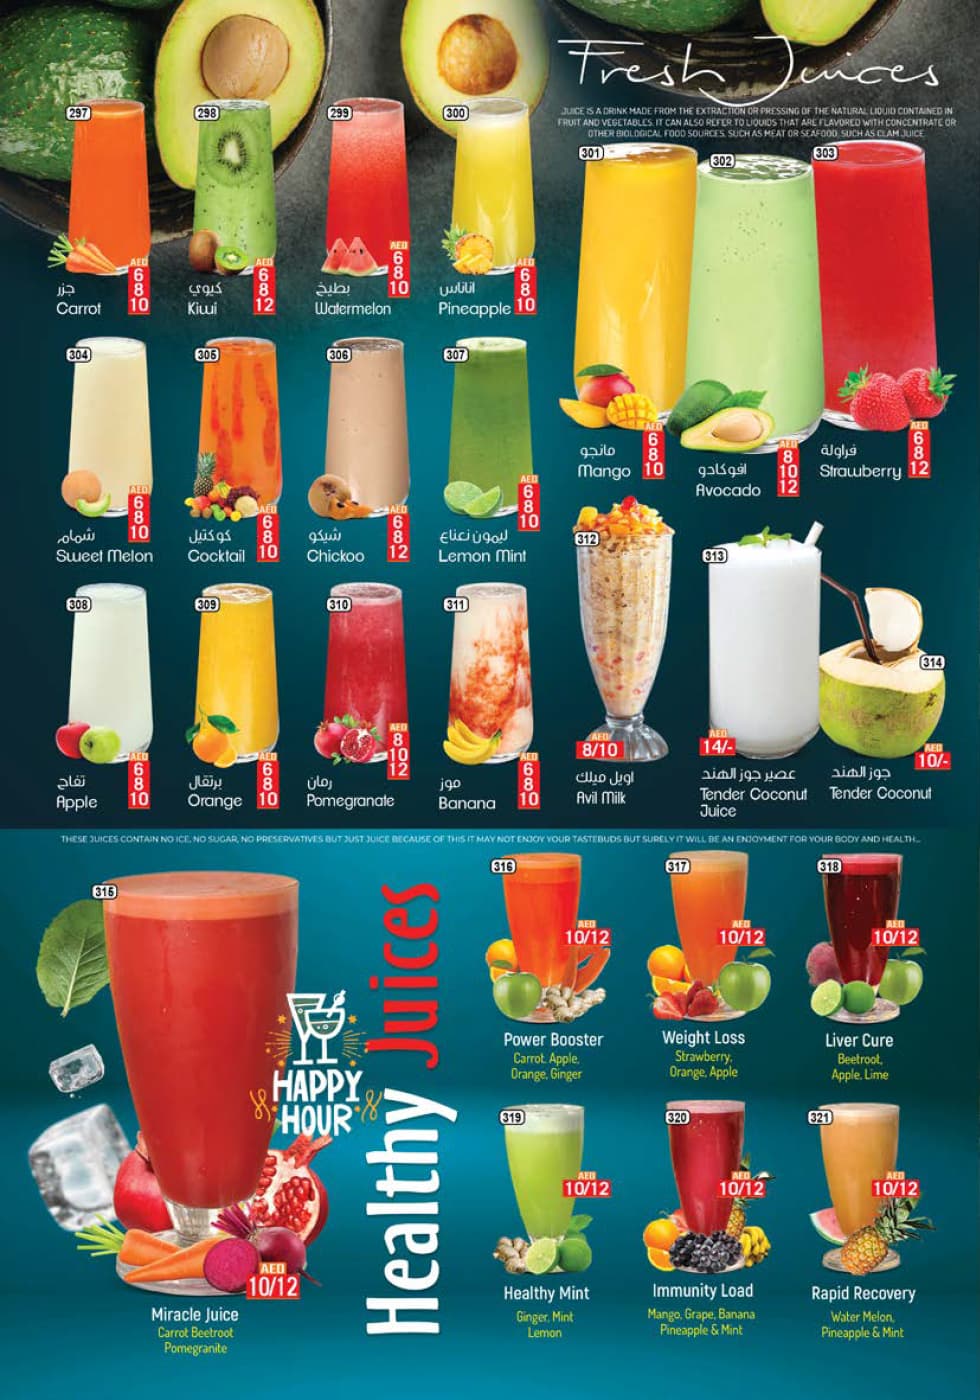 Fresh Juices
JUICE IS A DRINK MADE FROM THE EXTRACTION OR PRESSING OF THE NATURAL LIQUID CONTAINED IN
FRUIT AND VEGETABLES. IT CAN ALSO REFER TO LIQUIDS THAT ARE FLAVORED WITH CONCENTRATE OR
OTHER BIOLOGICAL FOOD SOURCES, SUCH AS MEAT OR SEAFOOD, SUCH AS CLAM JUICE.
297
AED
6
8
10
جزر
Carrot
298
AED
6
8
12
كيوي
Kiwi
299
AED
6
8
10
بطيخ
Watermelon
300
AED
6
8
10
اناناس
Pineapple
301
AED
6
8
10
مانجو
Mango
302
AED
8
10
12
افوكادو
Avocado
303
AED
6
8
12
فراولة
Strawberry
304
AED
6
8
10
شمام
Sweet Melon
305
AED
6
8
10
كوكتيل
Cocktail
306
AED
6
8
12
شيكو
Chickoo
307
AED
6
8
10
ليمون نعناع
Lemon Mint
308
AED
6
8
10
تفاح
Apple
309
AED
6
8
10
برتقال
Orange
310
AED
8
10
12
رمان
Pomegranate
311
AED
6
8
10
موز
Banana
312
AED
8/10
اويل ميلك
Avil Milk
313
AED
14/-
عصير جوز الهند
Tender Coconut
Juice
314
AED
10/-
جوز الهند
Tender Coconut
THESE JUICES CONTAIN NO ICE, NO SUGAR, NO PRESERVATIVES BUT JUST JUICE BECAUSE OF THIS IT MAY NOT ENJOY YOUR TASTEBUDS BUT SURELY IT WILL BE AN ENJOYMENT FOR YOUR BODY AND HEALTH...
Healthy Juices
315
HAPPY
HOUR
AED
10/12
Miracle Juice
Carrot Beetroot
Pomegranite
316
AED
10/12
Power Booster
Carrot, Apple,
Orange, Ginger
317
AED
10/12
Weight Loss
Strawberry,
Orange, Apple
318
AED
10/12
Liver Cure
Beetroot,
Apple, Lime
319
AED
10/12
Healthy Mint
Ginger, Mint
Lemon
320
AED
10/12
Immunity Load
Mango, Grape, Banana
Pineapple & Mint
321
AED
10/12
Rapid Recovery
Water Melon,
Pineapple & Mint